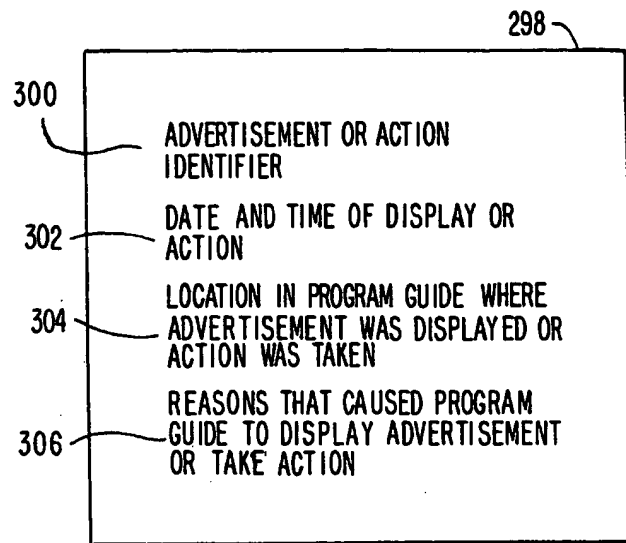 298
300
ADVERTISEMENT OR ACTION
IDENTIFIER
302
DATE AND TIME OF DISPLAY OR
ACTION
304
LOCATION IN PROGRAM GUIDE WHERE
ADVERTISEMENT WAS DISPLAYED OR
ACTION WAS TAKEN
306
REASONS THAT CAUSED PROGRAM
GUIDE TO DISPLAY ADVERTISEMENT
OR TAKE ACTION